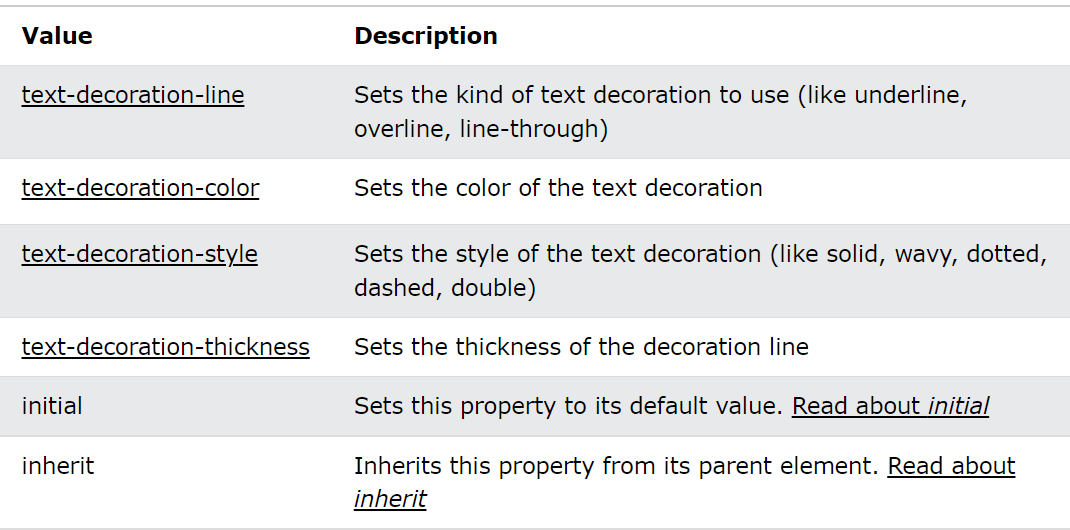 Value Description
text-decoration-line Sets the kind of text decoration to use (like underline,
overline, line-through)
text-decoration-color Sets the color of the text decoration
text-decoration-style Sets the style of the text decoration (like solid, wavy, dotted,
dashed, double)
text-decoration-thickness Sets the thickness of the decoration line
initial Sets this property to its default value. Read about initial
inherit Inherits this property from its parent element. Read about
inherit